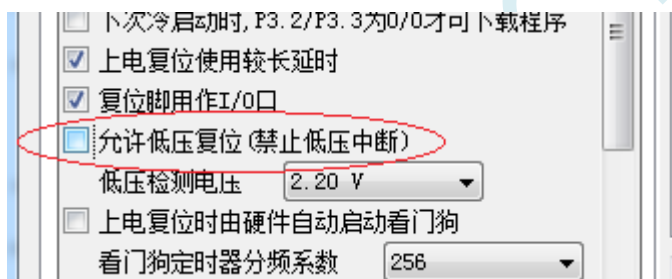 下次冷启动时,P3.2/P3.3为0/0才可下载程序
上电复位使用较长延时
复位脚用作I/O口
允许低压复位(禁止低压中断)
低压检测电压 2.20 V
上电复位时由硬件自动启动看门狗
看门狗定时器分频系数 256